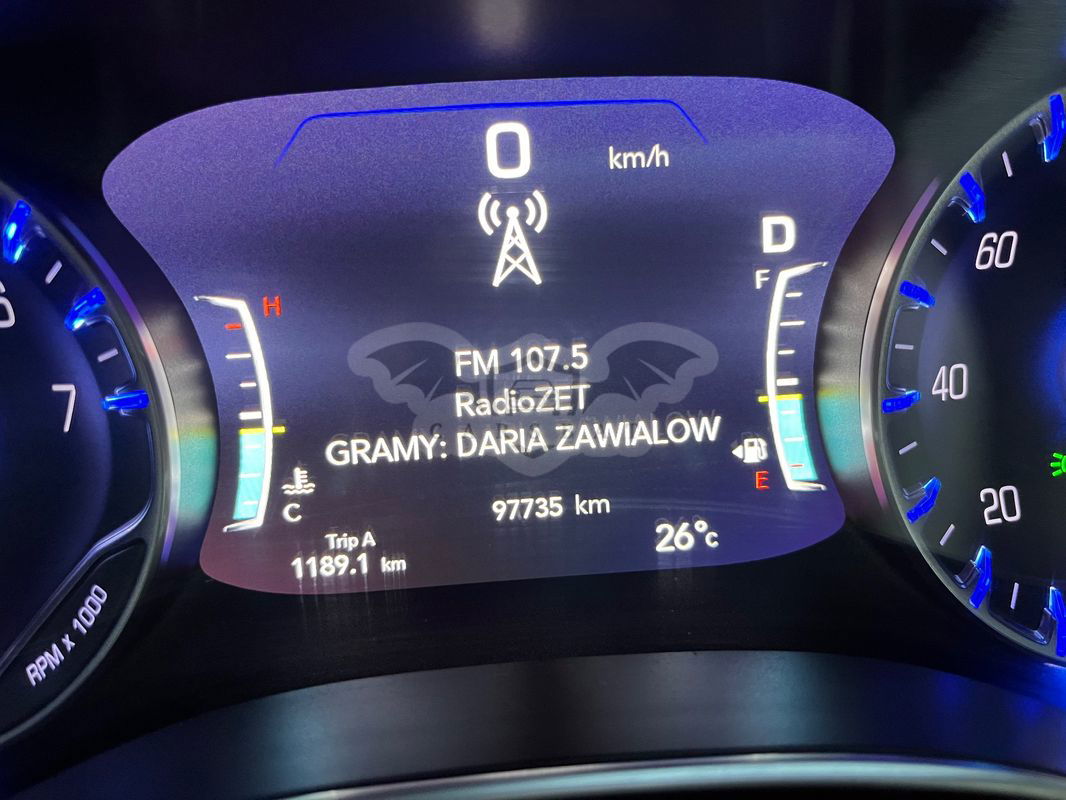 0 km/h
D
F
H
FM 107.5
RadioZET
GRAMY: DARIA ZAWIALOW
E
C
97735 km
Trip A
1189.1 km
26°C
7
RPM x 1000
60
40
20